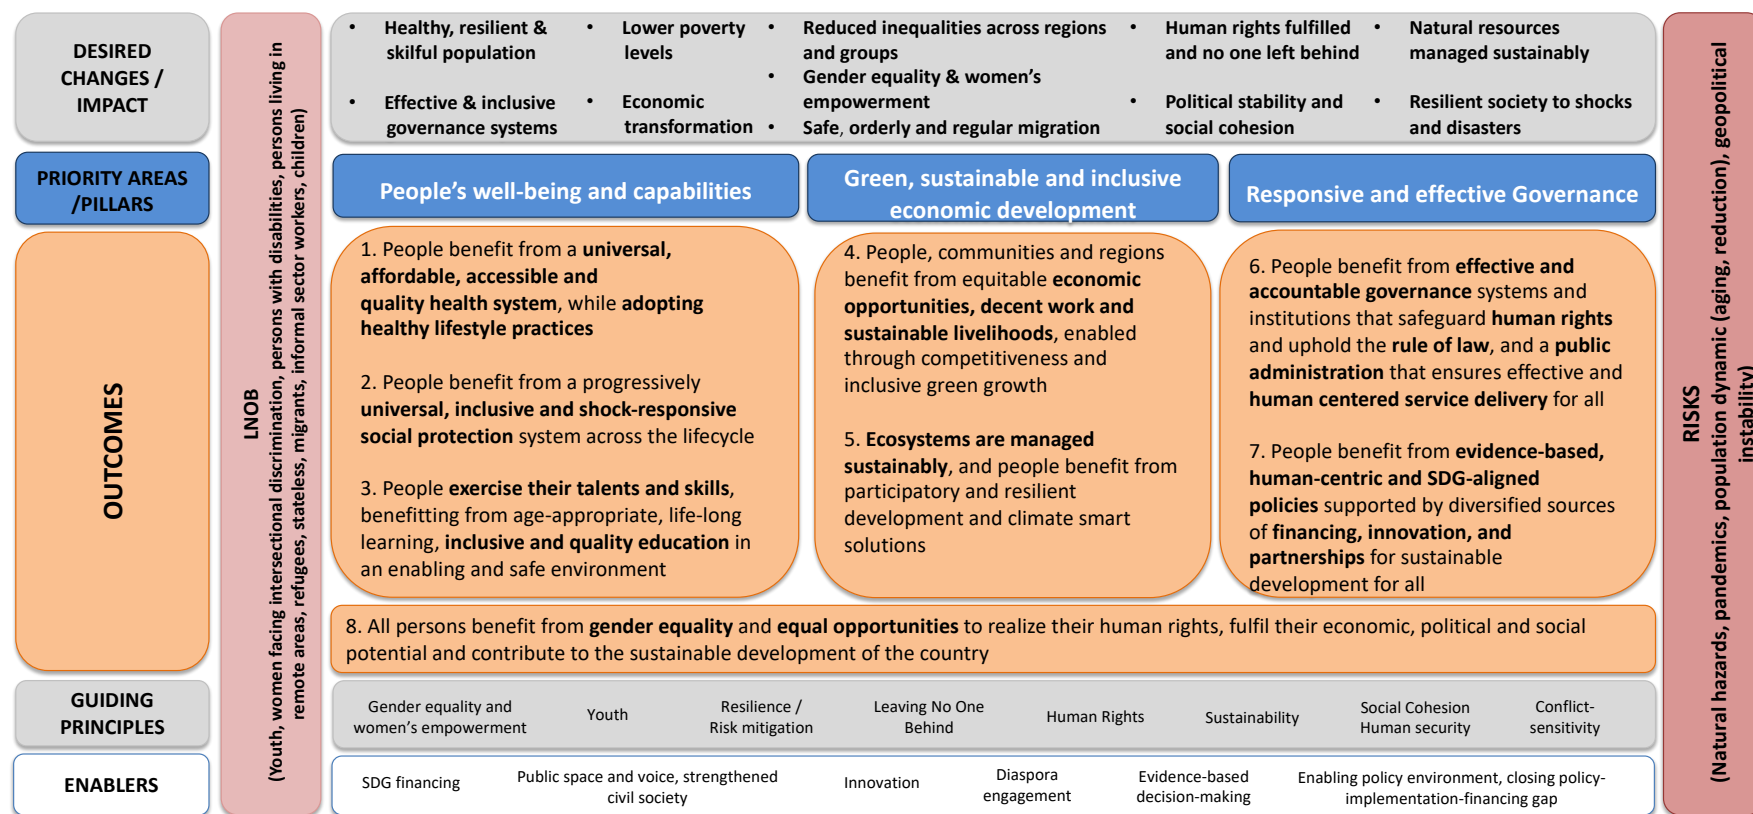 DESIRED
CHANGES /
IMPACT
LNOB
(Youth, women facing intersectional discrimination, persons with disabilities, persons living in
remote areas, refugees, stateless, migrants, informal sector workers, children)
• Healthy, resilient &
skilful population
• Effective & inclusive
governance systems
• Lower poverty
levels
• Economic
transformation
• Reduced inequalities across regions
and groups
• Gender equality & women's
empowerment
• Safe, orderly and regular migration
• Human rights fulfilled
and no one left behind
• Political stability and
social cohesion
• Natural resources
managed sustainably
• Resilient society to shocks
and disasters
RISKS
(Natural hazards, pandemics, population dynamic (aging, reduction), geopolitical
instability)
PRIORITY AREAS
/PILLARS
People's well-being and capabilities
Green, sustainable and inclusive
economic development
Responsive and effective Governance
OUTCOMES
1. People benefit from a universal,
affordable, accessible and
quality health system, while adopting
healthy lifestyle practices
2. People benefit from a progressively
universal, inclusive and shock-responsive
social protection system across the lifecycle
3. People exercise their talents and skills,
benefitting from age-appropriate, life-long
learning, inclusive and quality education in
an enabling and safe environment
4. People, communities and regions
benefit from equitable economic
opportunities, decent work and
sustainable livelihoods, enabled
through competitiveness and
inclusive green growth
5. Ecosystems are managed
sustainably, and people benefit from
participatory and resilient
development and climate smart
solutions
6. People benefit from effective and
accountable governance systems and
institutions that safeguard human rights
and uphold the rule of law, and a public
administration that ensures effective and
human centered service delivery for all
7. People benefit from evidence-based,
human-centric and SDG-aligned
policies supported by diversified sources
of financing, innovation, and
partnerships for sustainable
development for all
8. All persons benefit from gender equality and equal opportunities to realize their human rights, fulfil their economic, political and social
potential and contribute to the sustainable development of the country
GUIDING
PRINCIPLES
Gender equality and
women's empowerment
Youth
Resilience /
Risk mitigation
Leaving No One
Behind
Human Rights
Sustainability
Social Cohesion
Human security
Conflict-
sensitivity
ENABLERS
SDG financing
Public space and voice, strengthened
civil society
Innovation
Diaspora
engagement
Evidence-based
decision-making
Enabling policy environment, closing policy-
implementation-financing gap